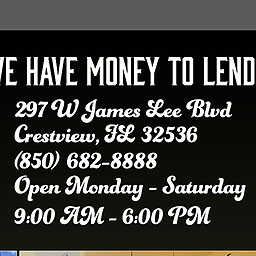 VE HAVE MONEY TO LEND
297 W James Lee Blvd
Crestview, FL 32536
(850) 682-8888
Open Monday - Saturday
9:00 AM - 6:00 PM